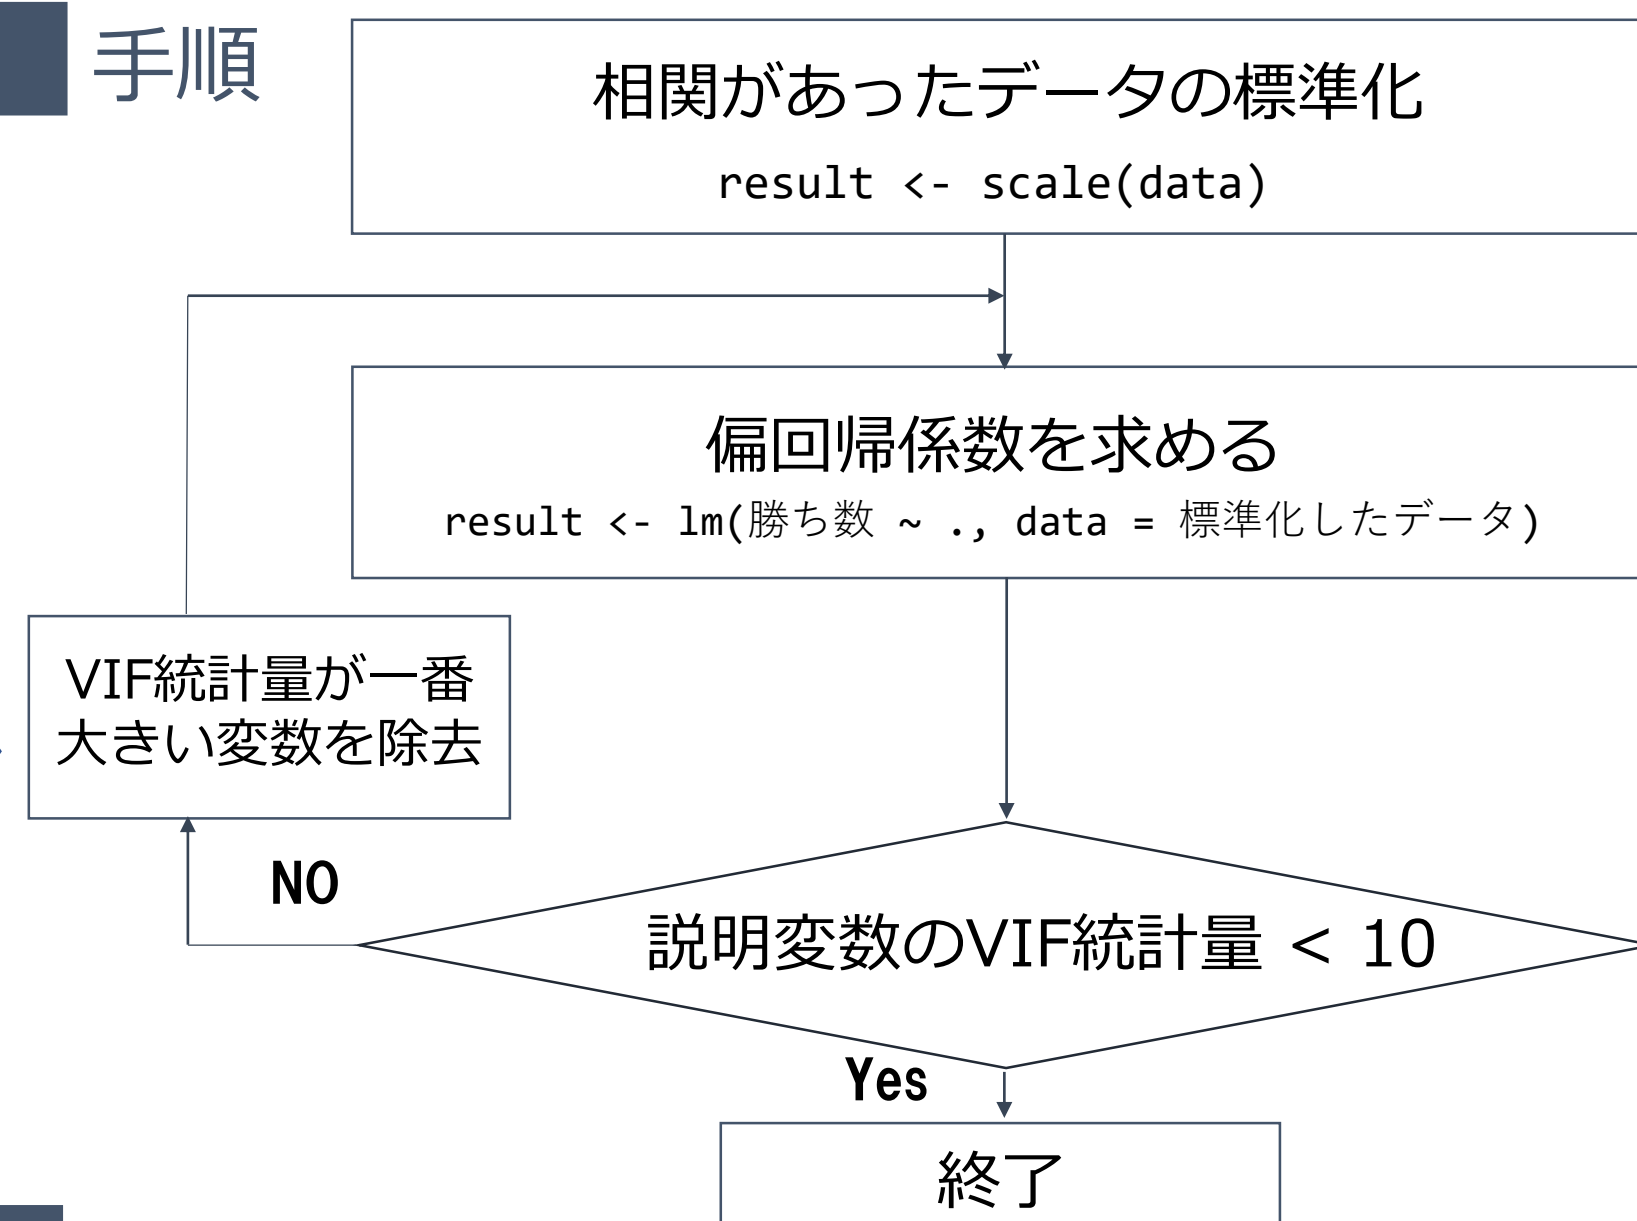 手順
相関があったデータの標準化
result <- scale(data)
偏回帰係数を求める
result <- lm(勝ち数 ~ ., data = 標準化したデータ)
VIF統計量が一番
大きい変数を除去
NO
説明変数のVIF統計量 < 10
Yes
終了